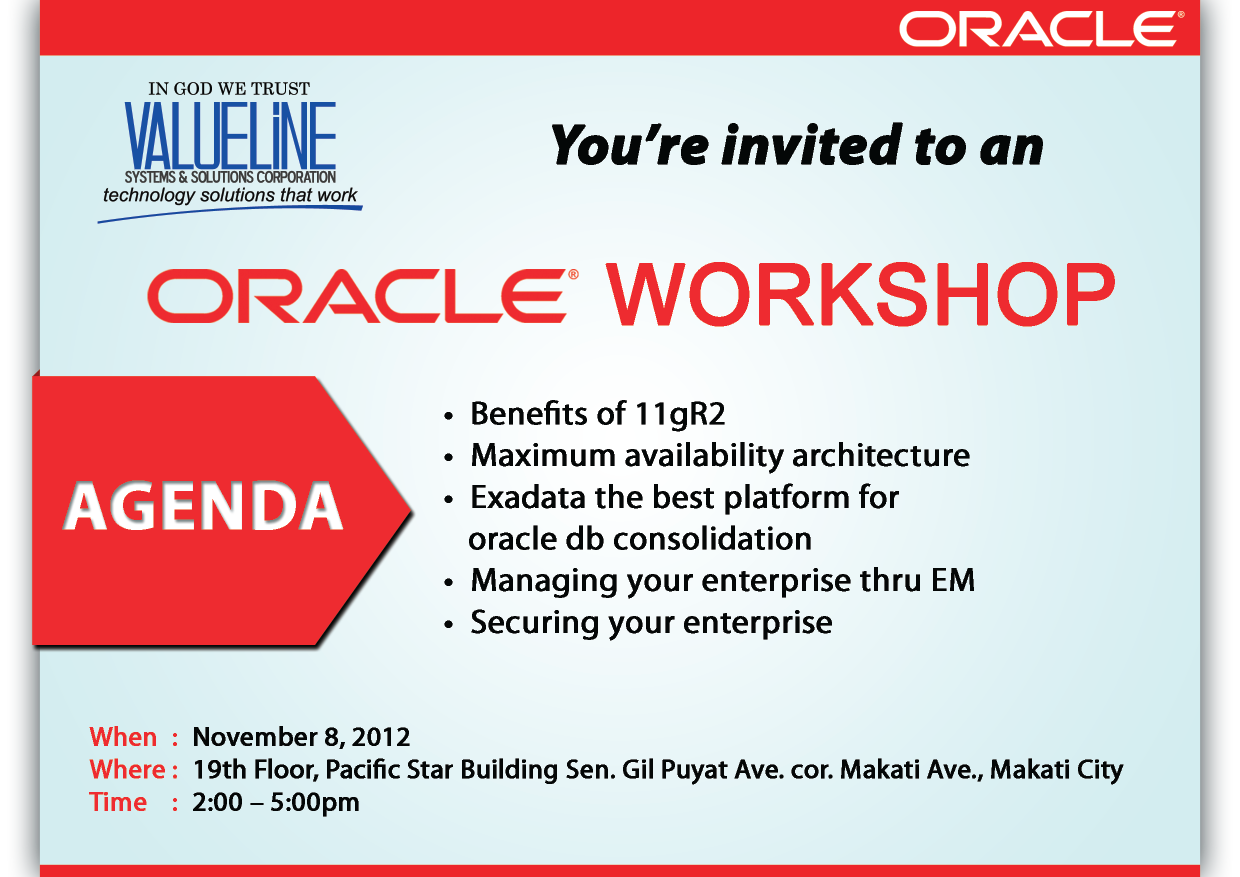 ORACLE®
IN GOD WE TRUST
VALUELiNE
SYSTEMS & SOLUTIONS CORPORATION
technology solutions that work
You’re invited to an
ORACLE® WORKSHOP
AGENDA
• Benefits of 11gR2
• Maximum availability architecture
• Exadata the best platform for
oracle db consolidation
• Managing your enterprise thru EM
• Securing your enterprise
When : November 8, 2012
Where : 19th Floor, Pacific Star Building Sen. Gil Puyat Ave. cor. Makati Ave., Makati City
Time : 2:00 – 5:00pm